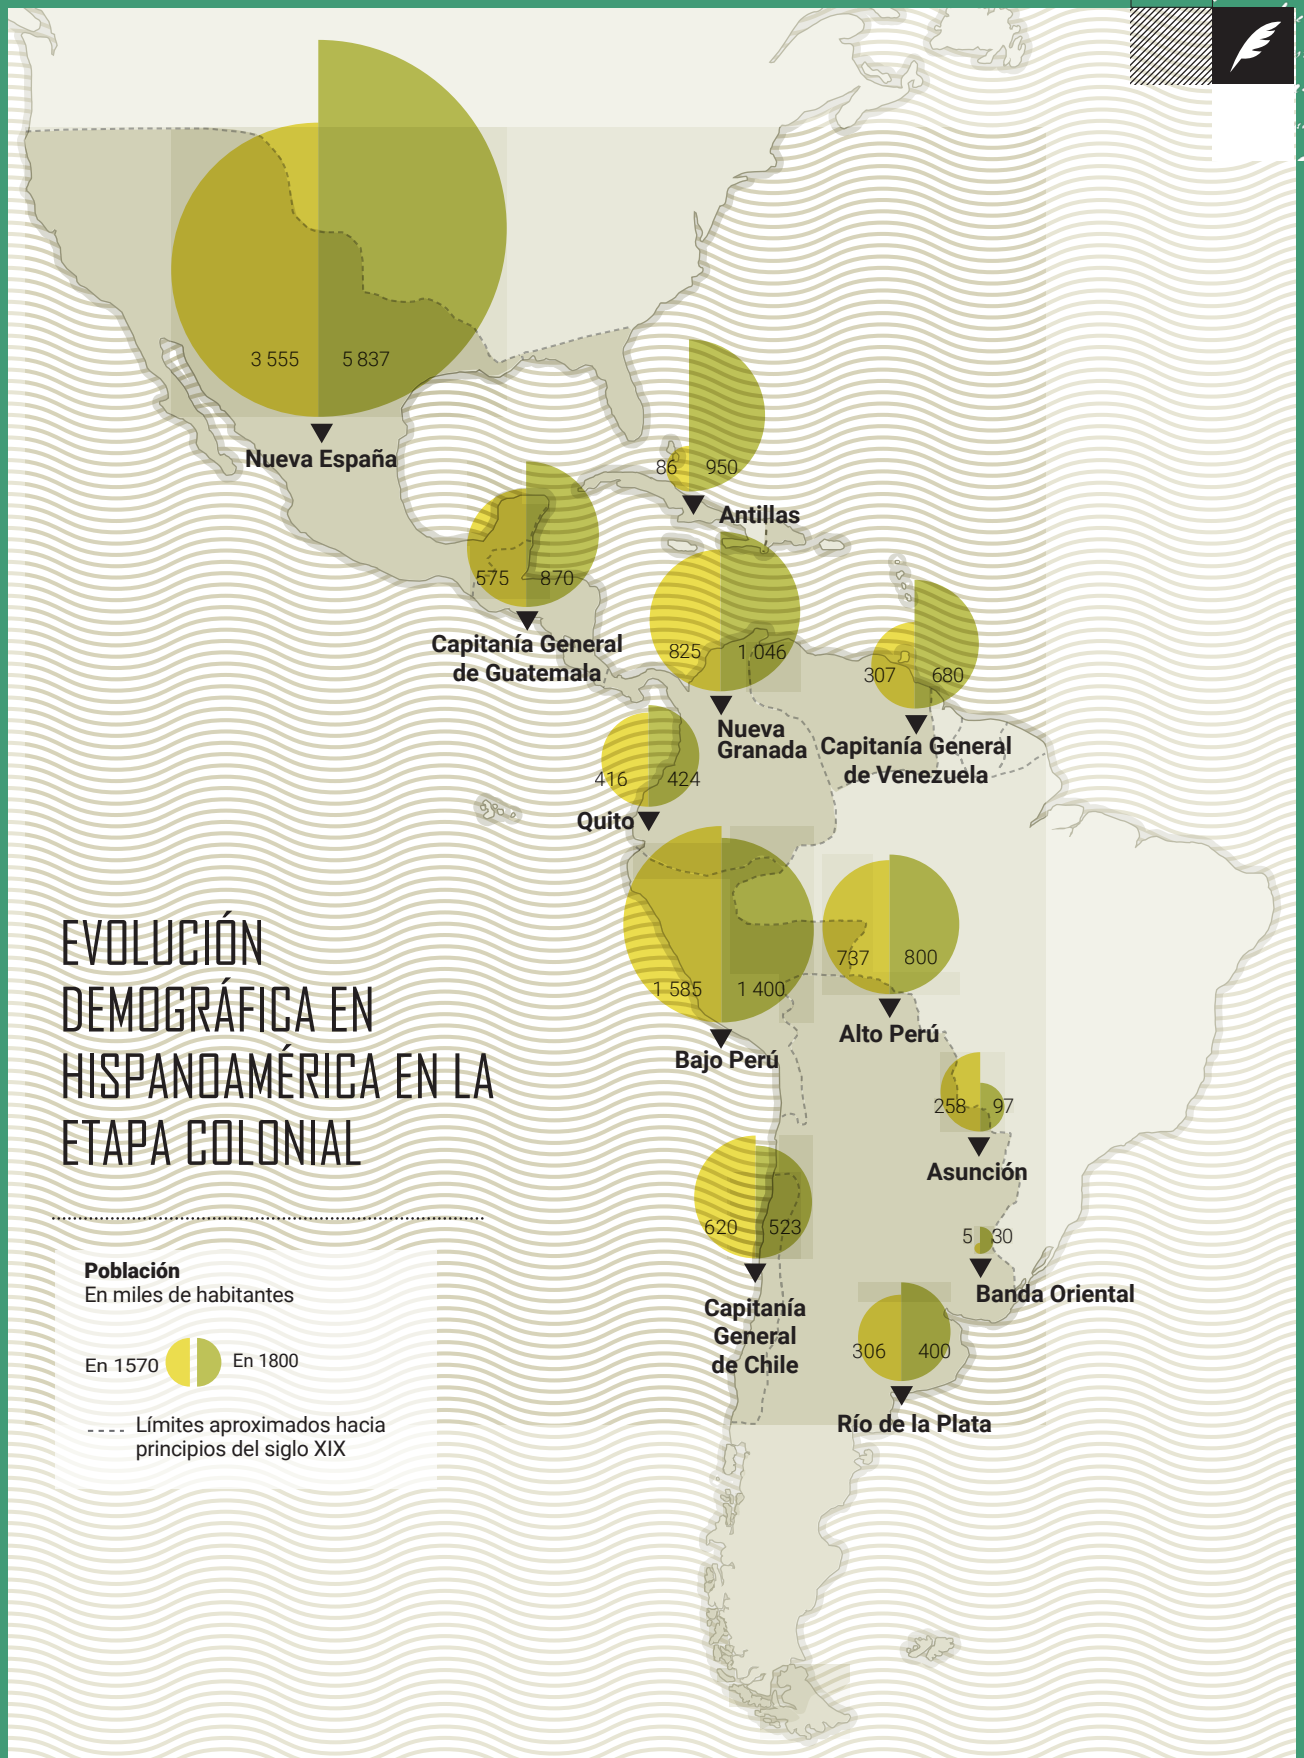 3 555 5 837
Nueva España
86 950
Antillas
575 870
Capitanía General
de Guatemala
825 1 046
Nueva
Granada
307 680
Capitanía General
de Venezuela
416 424
Quito
1 585 1 400
Bajo Perú
737 800
Alto Perú
258 97
Asunción
620 523
Capitanía
General
de Chile
5 30
Banda Oriental
306 400
Río de la Plata
EVOLUCIÓN
DEMOGRÁFICA EN
HISPANOAMÉRICA EN LA
ETAPA COLONIAL
Población
En miles de habitantes
En 1570 En 1800
Límites aproximados hacia
principios del siglo XIX